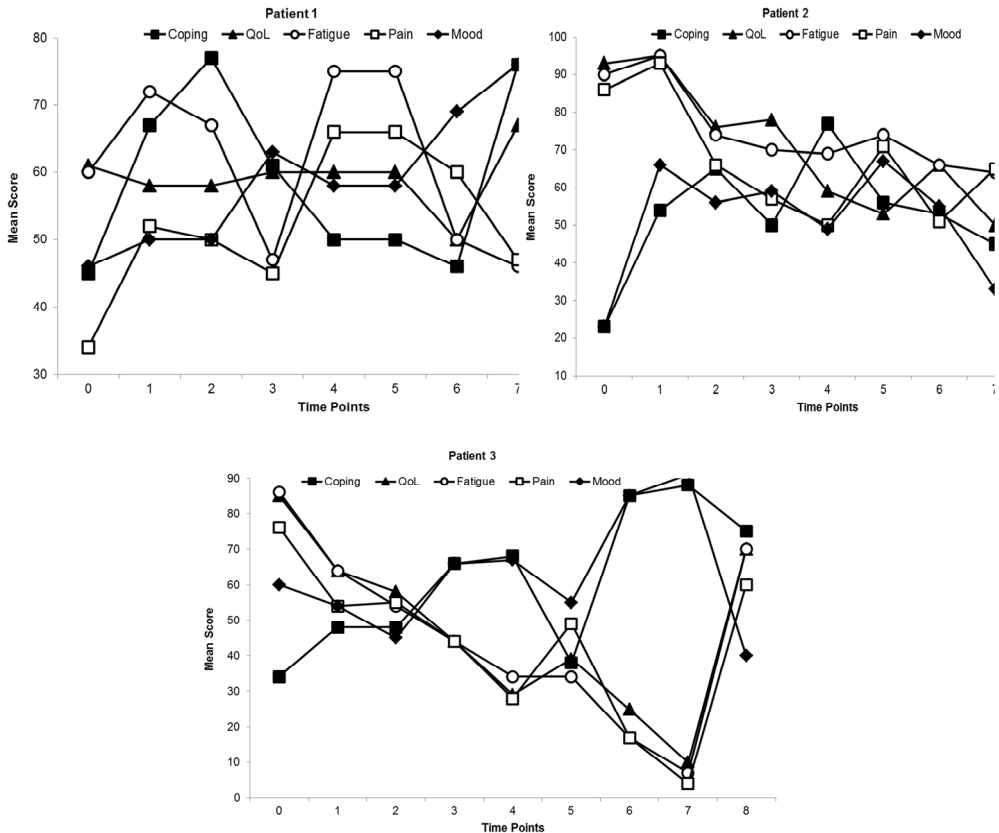 Patient 1
Coping QoL Fatigue Pain Mood
80
70
60
50
40
30
Mean Score
0 1 2 3 4 5 6 7
Time Points
Patient 2
Coping QoL Fatigue Pain Mood
100
90
80
70
60
50
40
30
20
10
Mean Score
0 1 2 3 4 5 6 7
Time Points
Patient 3
Coping QoL Fatigue Pain Mood
90
80
70
60
50
40
30
20
10
0
Mean Score
0 1 2 3 4 5 6 7 8
Time Points